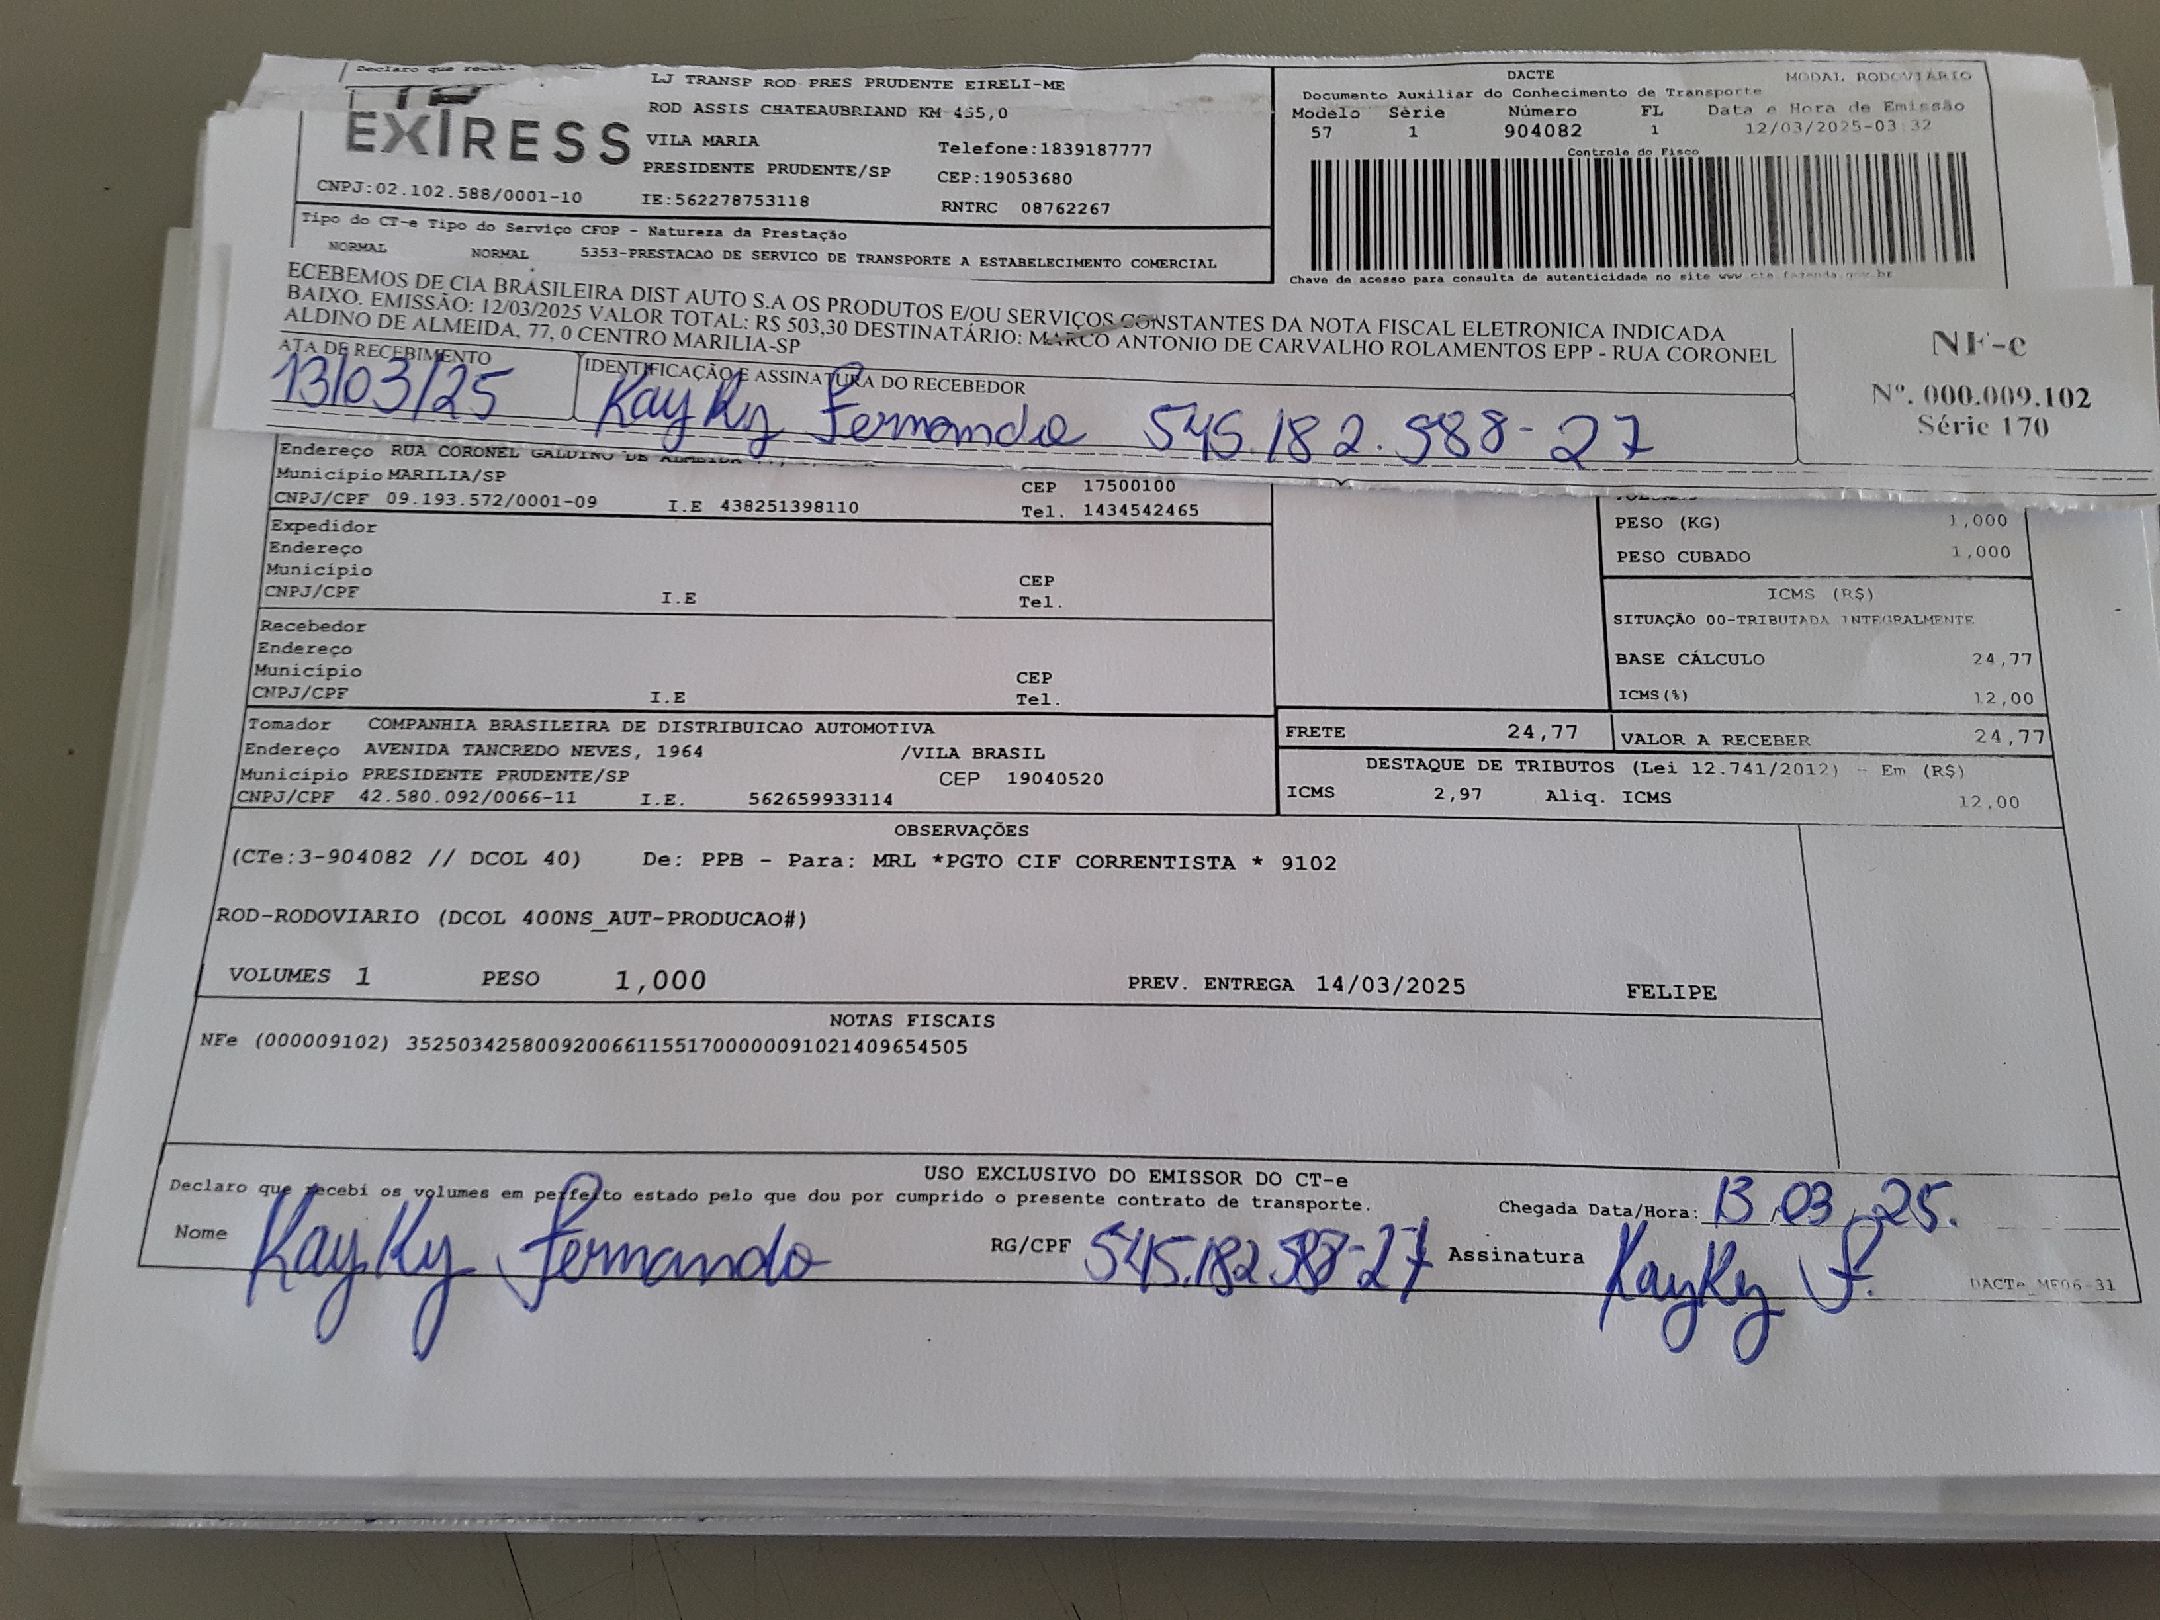 LJ TRANSP ROD PRES PRUDENTE EIRELI-ME
ROD ASSIS CHATEAUBRIAND KM 455,0
VILA MARIA Telefone:1839187777
PRESIDENTE PRUDENTE/SP CEP:19053680
CNPJ:02.102.588/0001-10 IE:562278753118 RNTRC 08762267
Tipo do CT-e Tipo do Serviço CFOP - Natureza da Prestação
NORMAL NORMAL 5353-PRESTACAO DE SERVICO DE TRANSPORTE A ESTABELECIMENTO COMERCIAL
DACTE MODAL RODOVIÁRIO
Documento Auxiliar do Conhecimento de Transporte
Modelo Série Número FL Data e Hora de Emissão
57 1 904082 1 12/03/2025-03:32
Controle do Fisco
Chave de acesso para consulta de autenticidade no site www.cte.fazenda.gov.br
ECEBEMOS DE CIA BRASILEIRA DIST AUTO S.A OS PRODUTOS E/OU SERVIÇOS CONSTANTES DA NOTA FISCAL ELETRONICA INDICADA
BAIXO. EMISSÃO: 12/03/2025 VALOR TOTAL: R$ 503,30 DESTINATÁRIO: MARCO ANTONIO DE CARVALHO ROLAMENTOS EPP - RUA CORONEL
ALDINO DE ALMEIDA, 77, 0 CENTRO MARILIA-SP
ATA DE RECEBIMENTO IDENTIFICAÇÃO E ASSINATURA DO RECEBEDOR
13/03/25 Kayky Fernando 545.182.588-27
NF-e
Nº. 000.009.102
Série 170
Endereço RUA CORONEL GALDINO DE ALMEIDA
Município MARILIA/SP CEP 17500100
CNPJ/CPF 09.193.572/0001-09 I.E 438251398110 Tel. 1434542465
Expedidor
Endereço
Município CEP
CNPJ/CPF I.E Tel.
Recebedor
Endereço
Município CEP
CNPJ/CPF I.E Tel.
PESO (KG) 1,000
PESO CUBADO 1,000
ICMS (R$)
SITUAÇÃO 00-TRIBUTADA INTEGRALMENTE
BASE CÁLCULO 24,77
ICMS(%) 12,00
Tomador COMPANHIA BRASILEIRA DE DISTRIBUICAO AUTOMOTIVA
Endereço AVENIDA TANCREDO NEVES, 1964 /VILA BRASIL
Município PRESIDENTE PRUDENTE/SP CEP 19040520
CNPJ/CPF 42.580.092/0066-11 I.E. 562659933114
FRETE 24,77 VALOR A RECEBER 24,77
DESTAQUE DE TRIBUTOS (Lei 12.741/2012) - Em (R$)
ICMS 2,97 Aliq. ICMS 12,00
OBSERVAÇÕES
(CTe:3-904082 // DCOL 40) De: PPB - Para: MRL *PGTO CIF CORRENTISTA * 9102
ROD-RODOVIARIO (DCOL 400NS_AUT-PRODUCAO#)
VOLUMES 1 PESO 1,000 PREV. ENTREGA 14/03/2025 FELIPE
NOTAS FISCAIS
NFe (000009102) 35250342580092006611551700000091021409654505
USO EXCLUSIVO DO EMISSOR DO CT-e
Declaro que recebi os volumes em perfeito estado pelo que dou por cumprido o presente contrato de transporte.
Chegada Data/Hora: 13.03.25.
Nome Kayky Fernando RG/CPF 545.182 588-27 Assinatura Kayky F.
DACTe_MF06-31